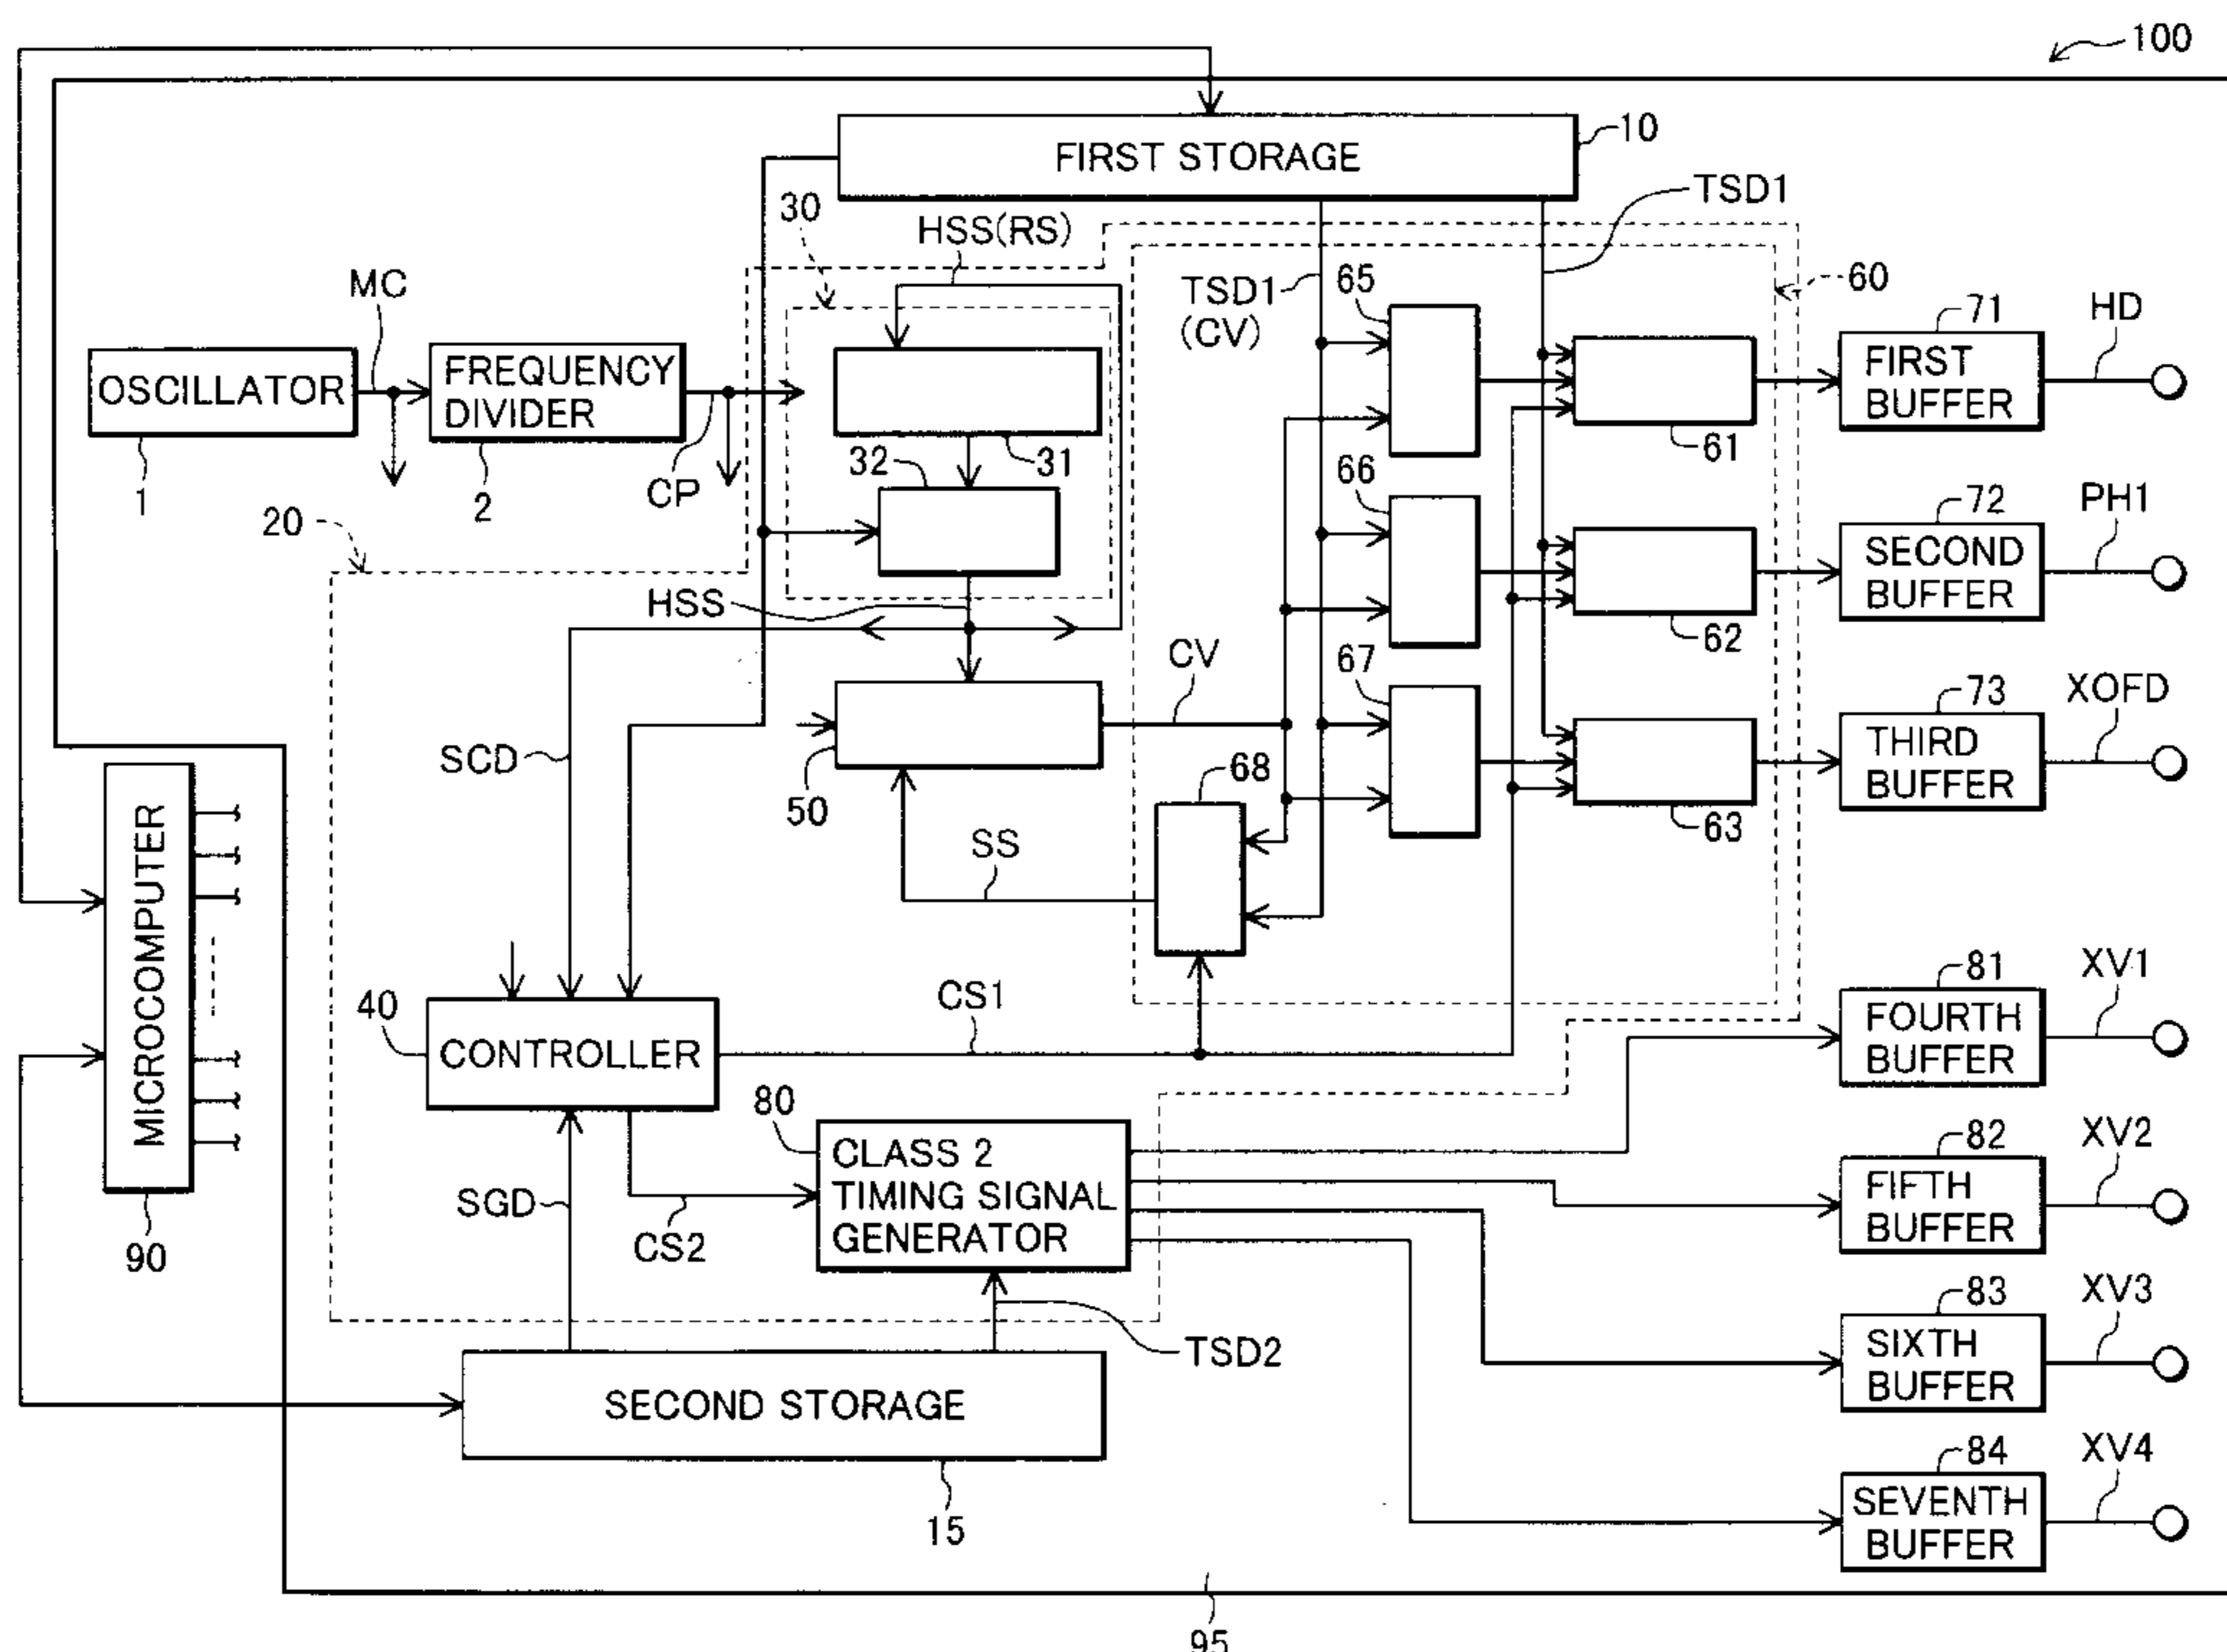 100
FIRST STORAGE
10
TSD1
30
HSS(RS)
60
MC
TSD1
(CV)
65
71
HD
OSCILLATOR
FREQUENCY
DIVIDER
FIRST
BUFFER
1
2
CP
32
31
61
66
20
72
PH1
SECOND
BUFFER
HSS
62
CV
67
73
XOFD
SCD
THIRD
BUFFER
50
68
63
SS
MICROCOMPUTER
90
40
CONTROLLER
CS1
81
XV1
FOURTH
BUFFER
80
CLASS 2
TIMING SIGNAL
GENERATOR
82
XV2
FIFTH
BUFFER
SGD
CS2
83
XV3
SIXTH
BUFFER
TSD2
SECOND STORAGE
15
84
XV4
SEVENTH
BUFFER
95